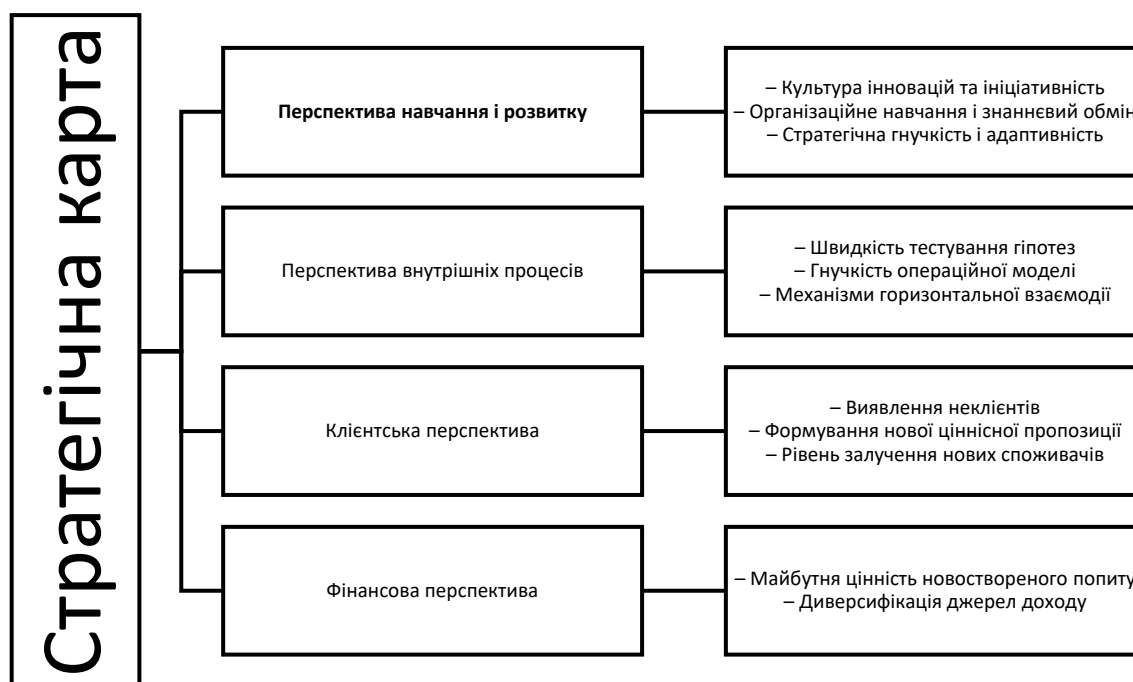 Стратегічна карта
Перспектива навчання і розвитку
– Культура інновацій та ініціативність
– Організаційне навчання і знаннєвий обмін
– Стратегічна гнучкість і адаптивність
Перспектива внутрішніх процесів
– Швидкість тестування гіпотез
– Гнучкість операційної моделі
– Механізми горизонтальної взаємодії
Клієнтська перспектива
– Виявлення неклієнтів
– Формування нової ціннісної пропозиції
– Рівень залучення нових споживачів
Фінансова перспектива
– Майбутня цінність новоствореного попиту
– Диверсифікація джерел доходу